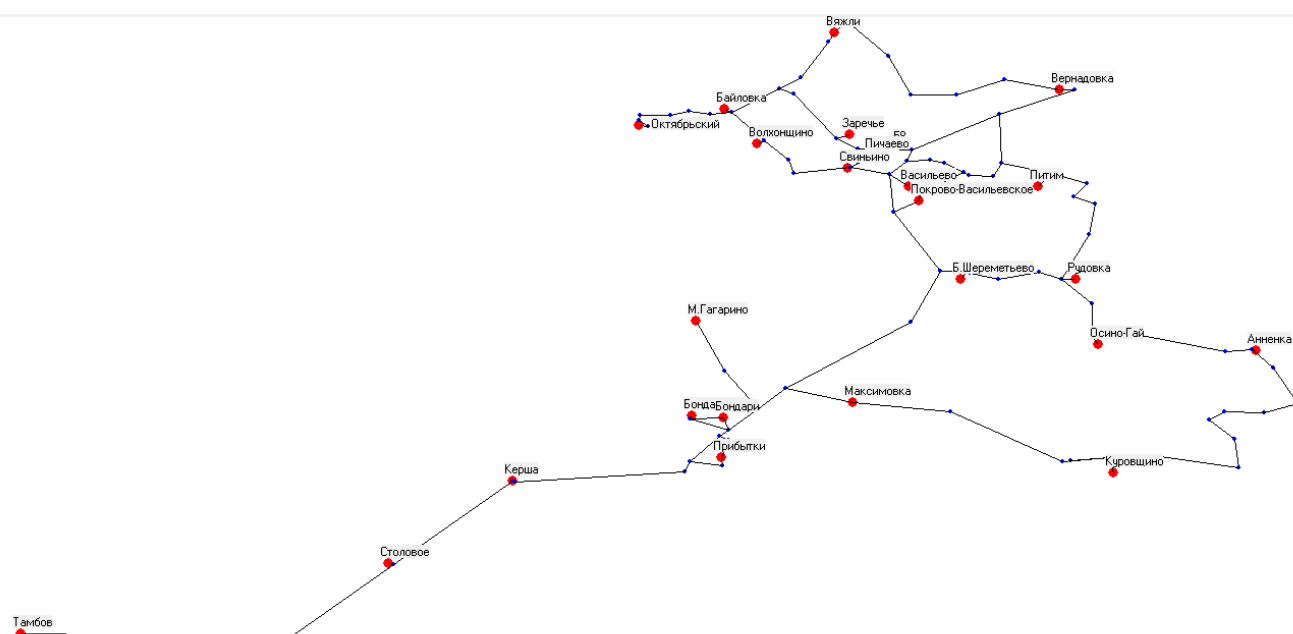 Вяжли
Вернадовка
Байловка
Октябрьский
Заречье
Волхонщино
Пичаево
Свиньино
Васильево
Питим
Покрово-Васильевское
Б.Шереметьево
Рудовка
М.Гагарино
Осино-Гай
Анненка
Максимовка
Бонда
Бондари
Прибытки
Куровщино
Керша
Столовое
Тамбов